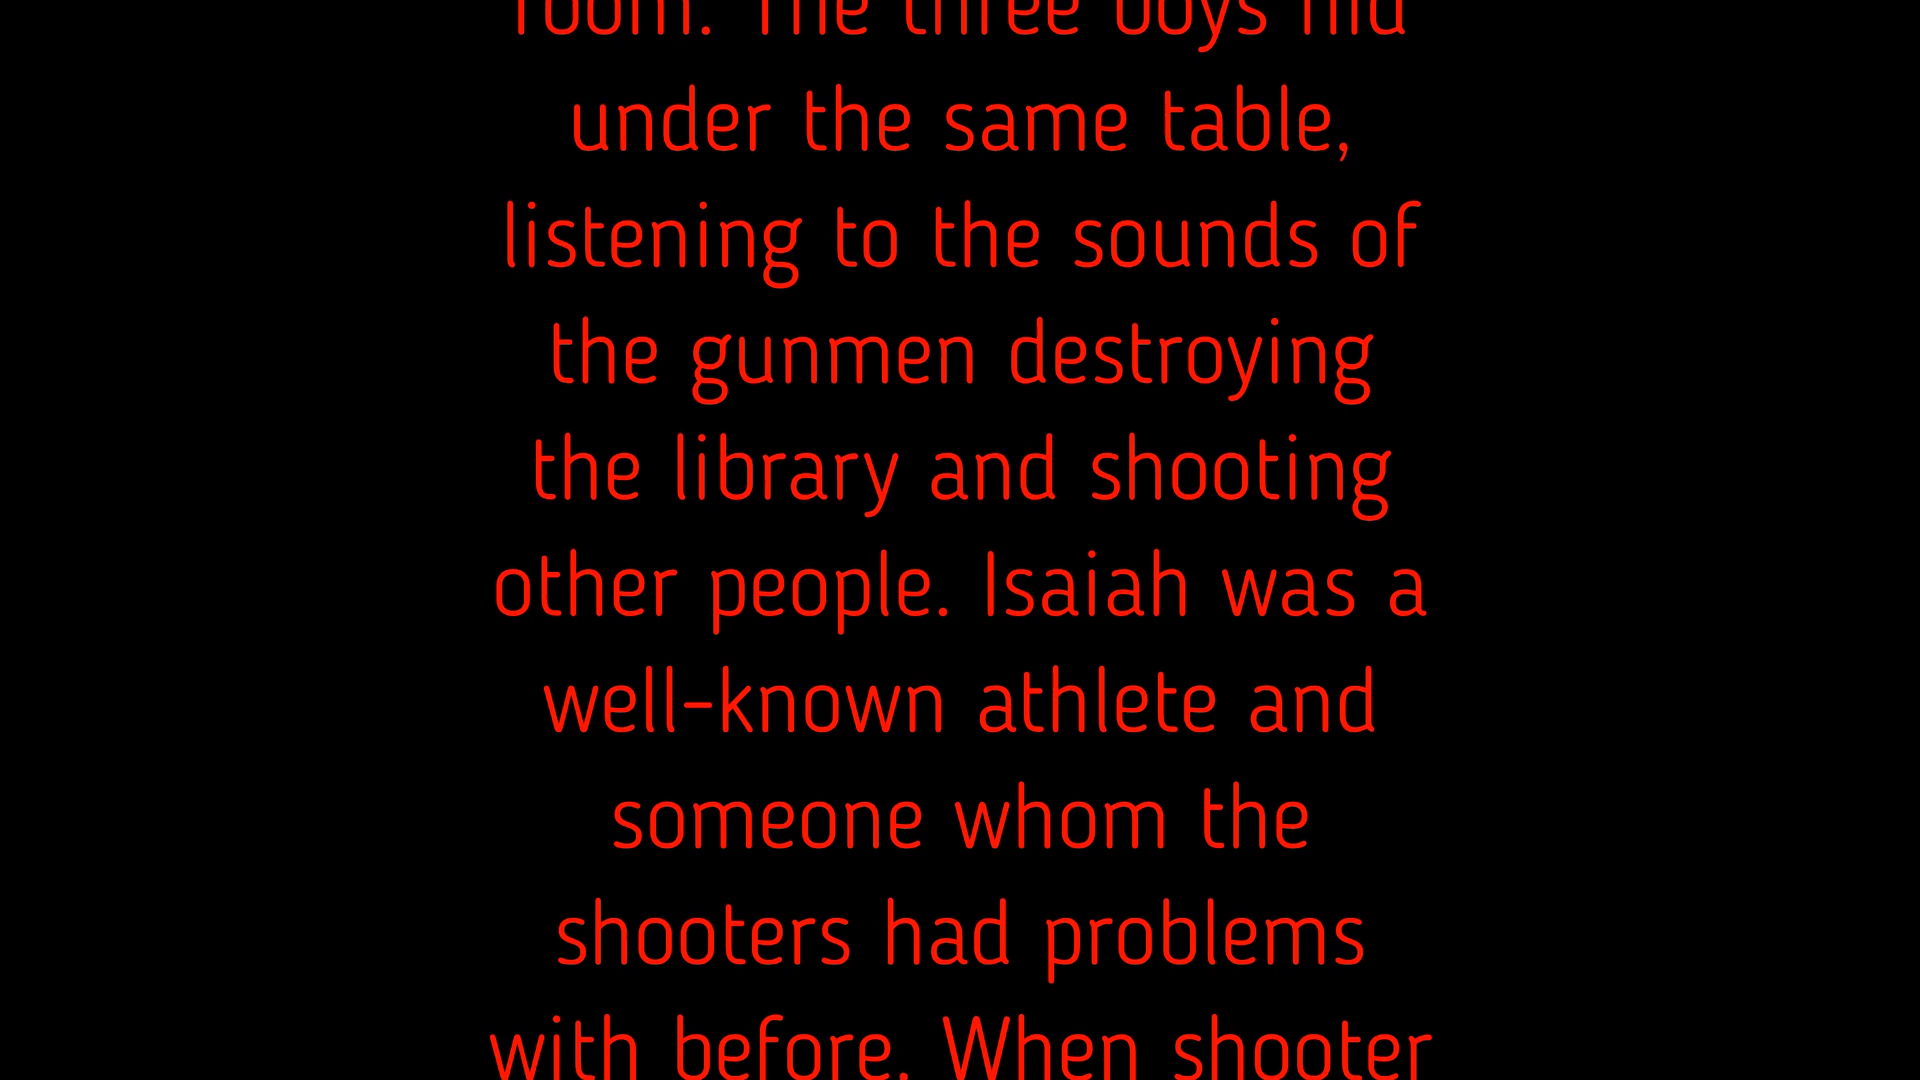 room. The three boys hid
under the same table,
listening to the sounds of
the gunmen destroying
the library and shooting
other people. Isaiah was a
well-known athlete and
someone whom the
shooters had problems
with before. When shooter